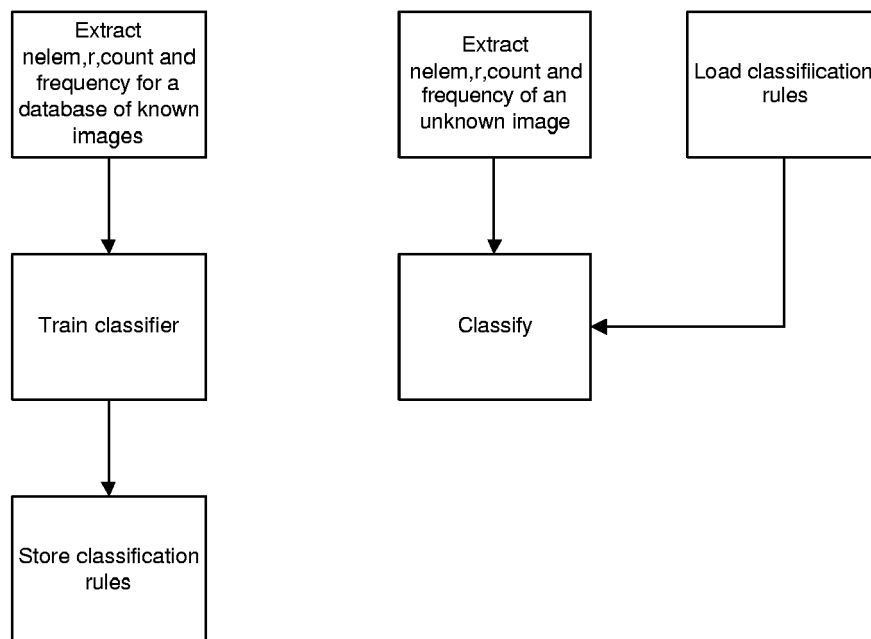 Extract
nelem,r,count and
frequency for a
database of known
images
Extract
nelem,r,count and
frequency of an
unknown image
Load classifiication
rules
Train classifier
Classify
Store classification
rules